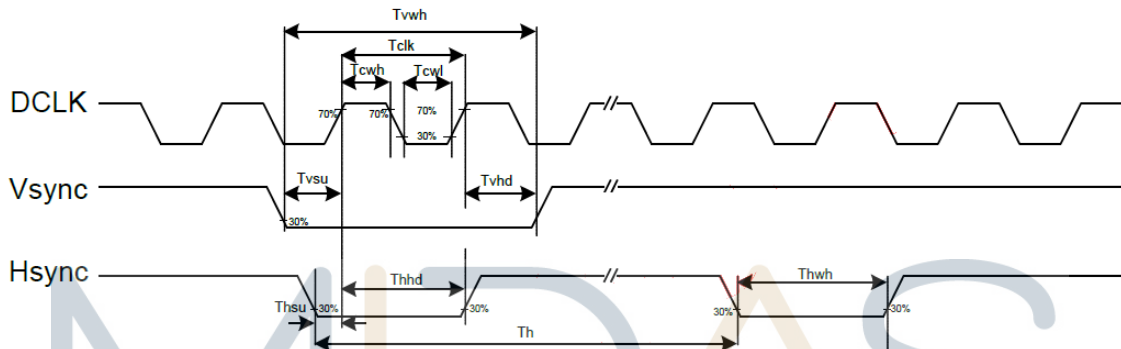 Tvwh
Tclk
Tcwh Tcwl
DCLK 70% 70% 70%
30%
Vsync Tvsu Tvhd
30%
Hsync Thhd Thwh
Thsu 30% 30% 30% 30%
Th
MIDAS